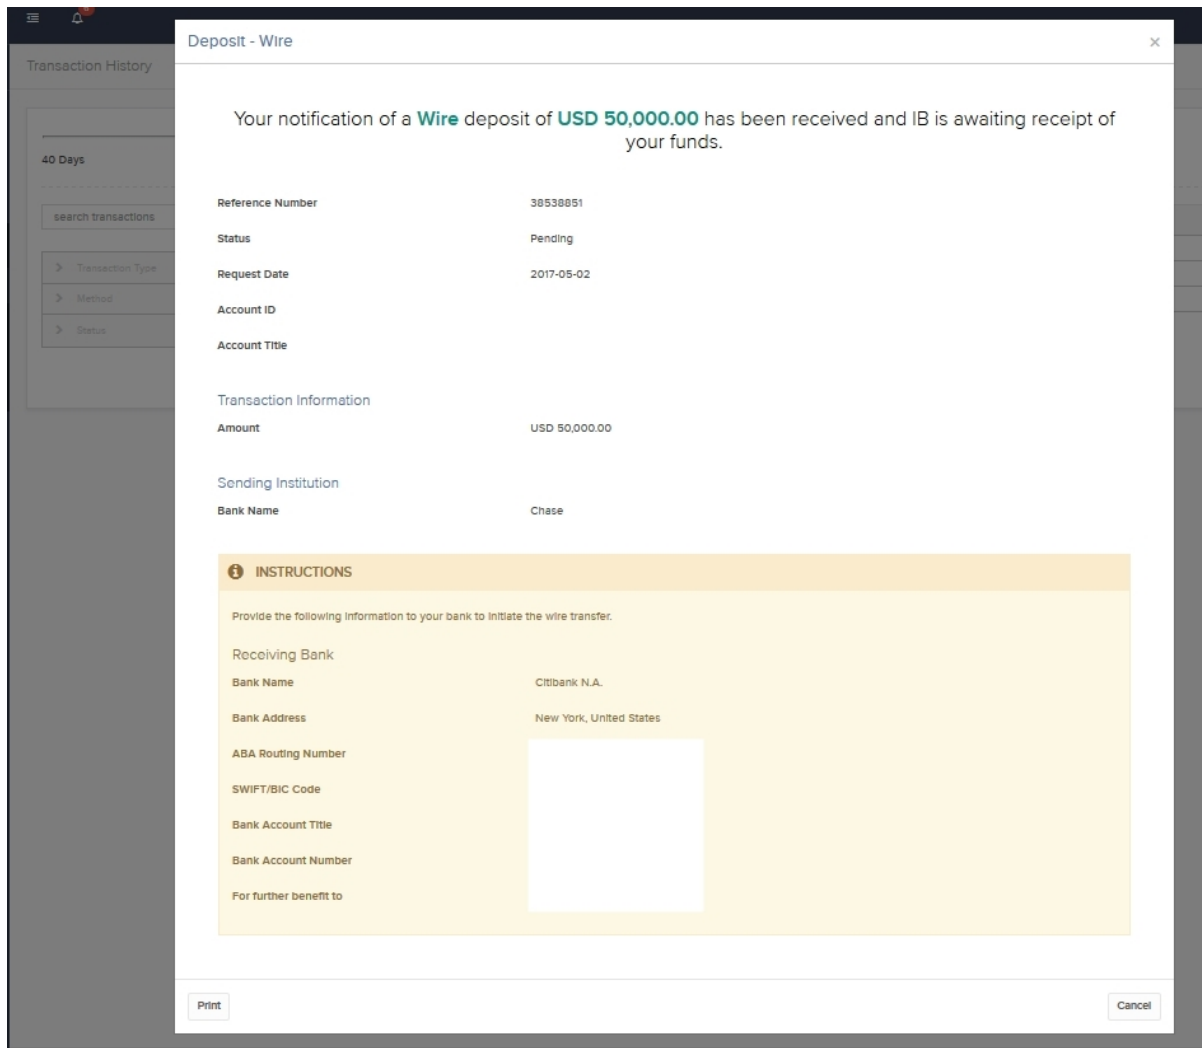 Deposit - Wire
×
Transaction History
Your notification of a Wire deposit of USD 50,000.00 has been received and IB is awaiting receipt of
your funds.
40 Days
search transactions
Transaction Type
Method
Status
Reference Number 38538851
Status Pending
Request Date 2017-05-02
Account ID
Account Title
Transaction Information
Amount USD 50,000.00
Sending Institution
Bank Name Chase
INSTRUCTIONS
Provide the following information to your bank to initiate the wire transfer.
Receiving Bank
Bank Name Citibank N.A.
Bank Address New York, United States
ABA Routing Number
SWIFT/BIC Code
Bank Account Title
Bank Account Number
For further benefit to
Print Cancel